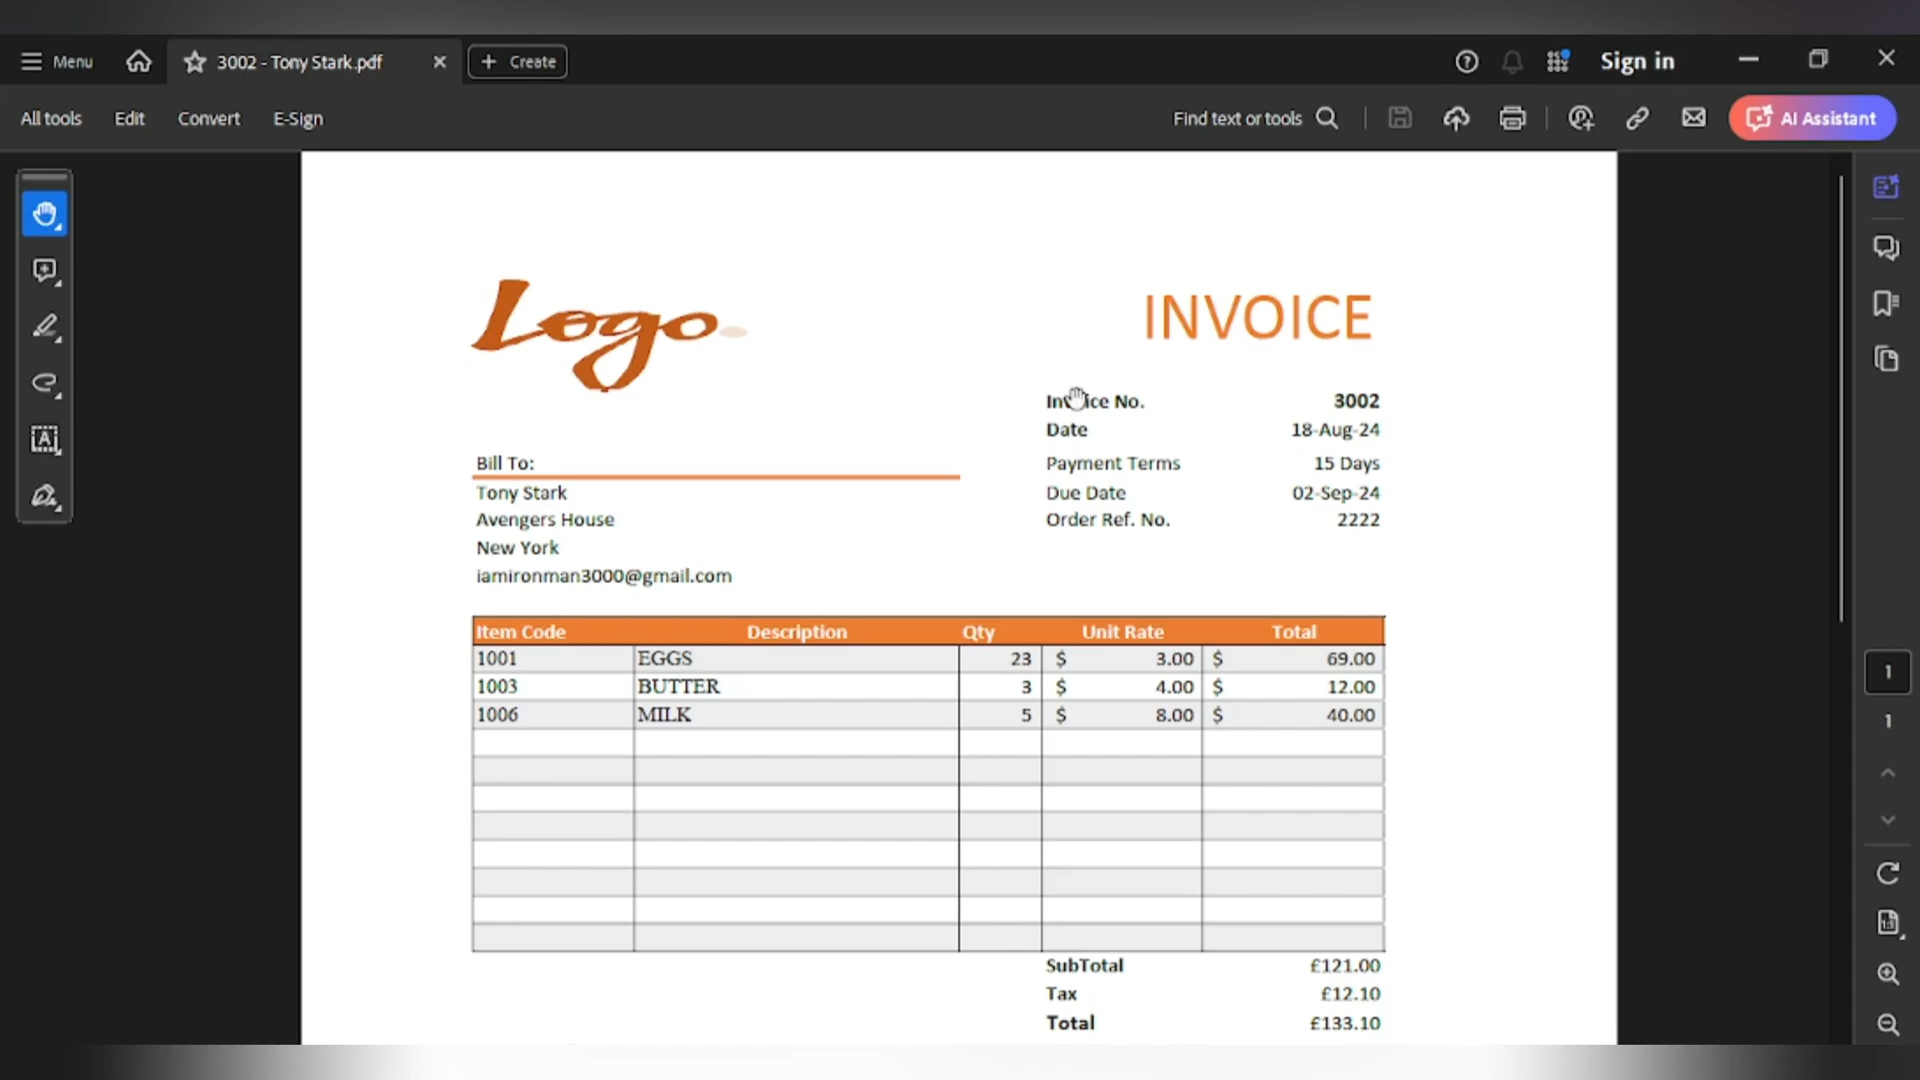 Menu
3002 - Tony Stark.pdf
Create
Sign in
All tools Edit Convert E-Sign
Find text or tools
AI Assistant
Logo
INVOICE
Invoice No. 3002
Date 18-Aug-24
Bill To:
Payment Terms 15 Days
Tony Stark
Due Date 02-Sep-24
Avengers House
Order Ref. No. 2222
New York
iamironman3000@gmail.com
Item Code Description Qty Unit Rate Total
1001 EGGS 23 $ 3.00 $ 69.00
1003 BUTTER 3 $ 4.00 $ 12.00
1006 MILK 5 $ 8.00 $ 40.00
SubTotal £121.00
Tax £12.10
Total £133.10
1
1